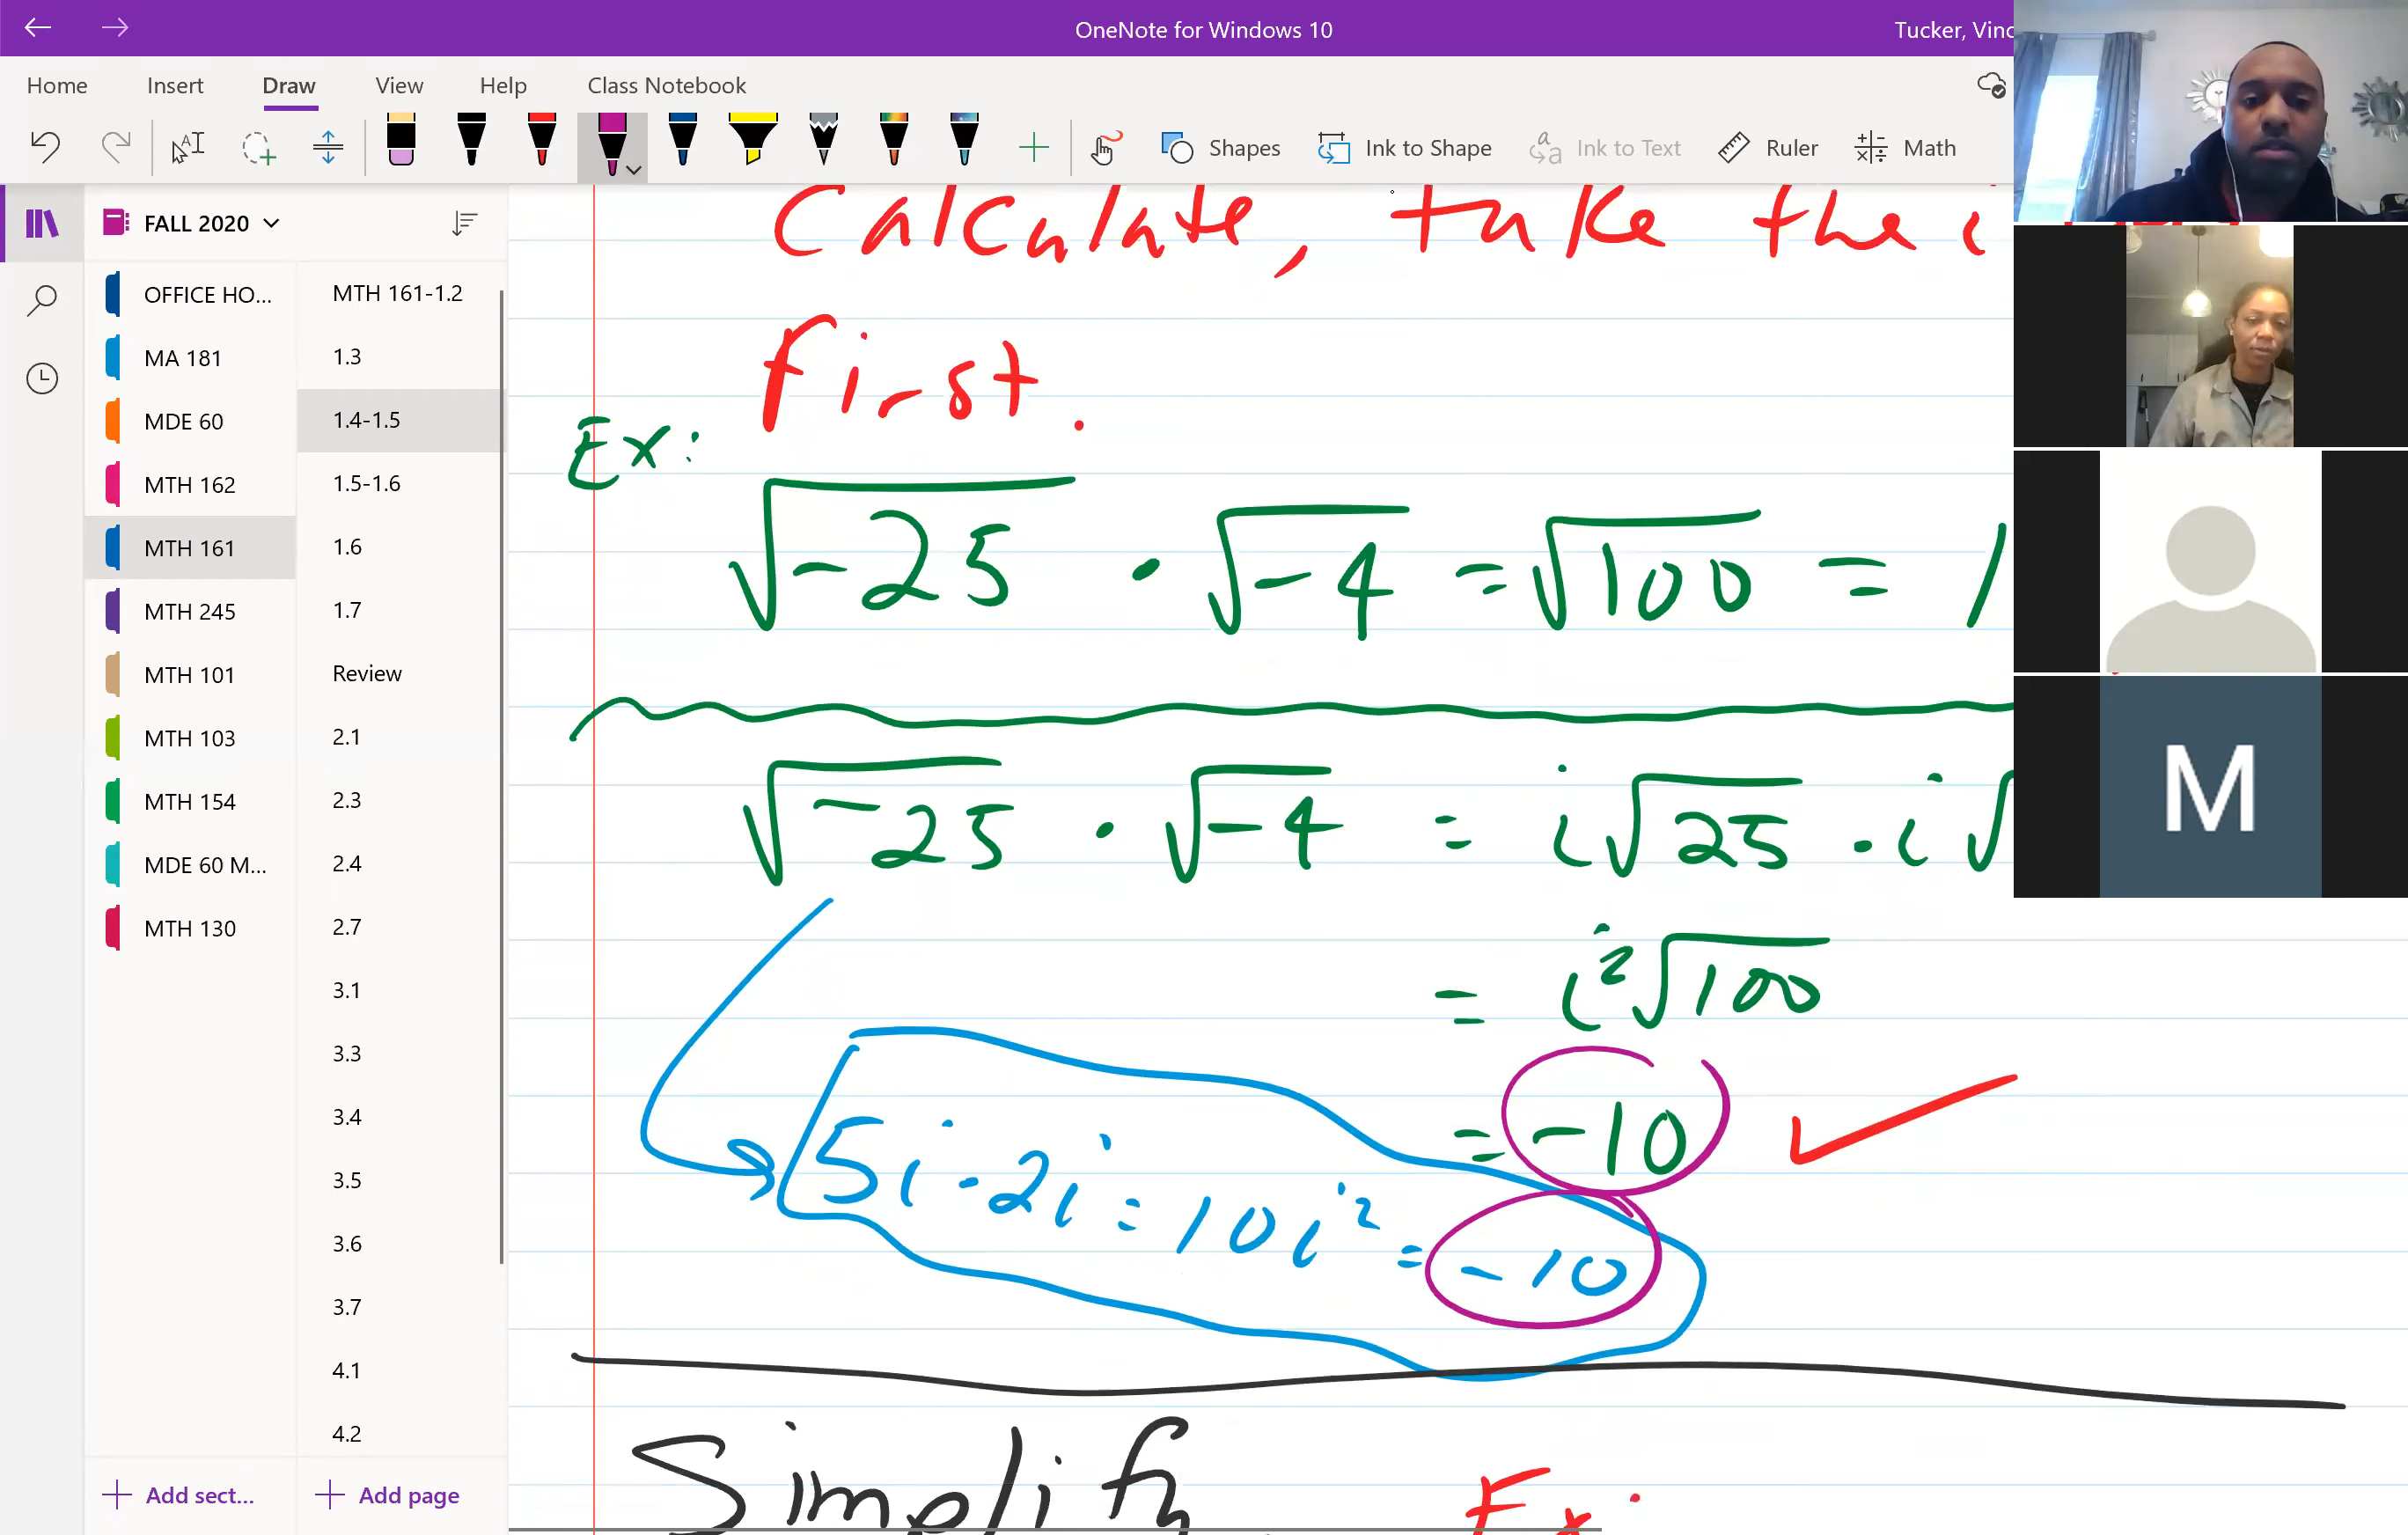 OneNote for Windows 10
Tucker, Vinc
Home Insert Draw View Help Class Notebook
Shapes Ink to Shape Ink to Text Ruler Math
FALL 2020
OFFICE HO...
MA 181
MDE 60
MTH 162
MTH 161
MTH 245
MTH 101
MTH 103
MTH 154
MDE 60 M...
MTH 130
Add sect...
MTH 161-1.2
1.3
1.4-1.5
1.5-1.6
1.6
1.7
Review
2.1
2.3
2.4
2.7
3.1
3.3
3.4
3.5
3.6
3.7
4.1
4.2
Add page
Calculate, take the i
first.
Ex:
√-25 · √-4 = √100 = 1
√-25 · √-4 = i√25 · i√
= i²√100
= -10
5i · 2i = 10i² = -10
Simplify
Ex:
M